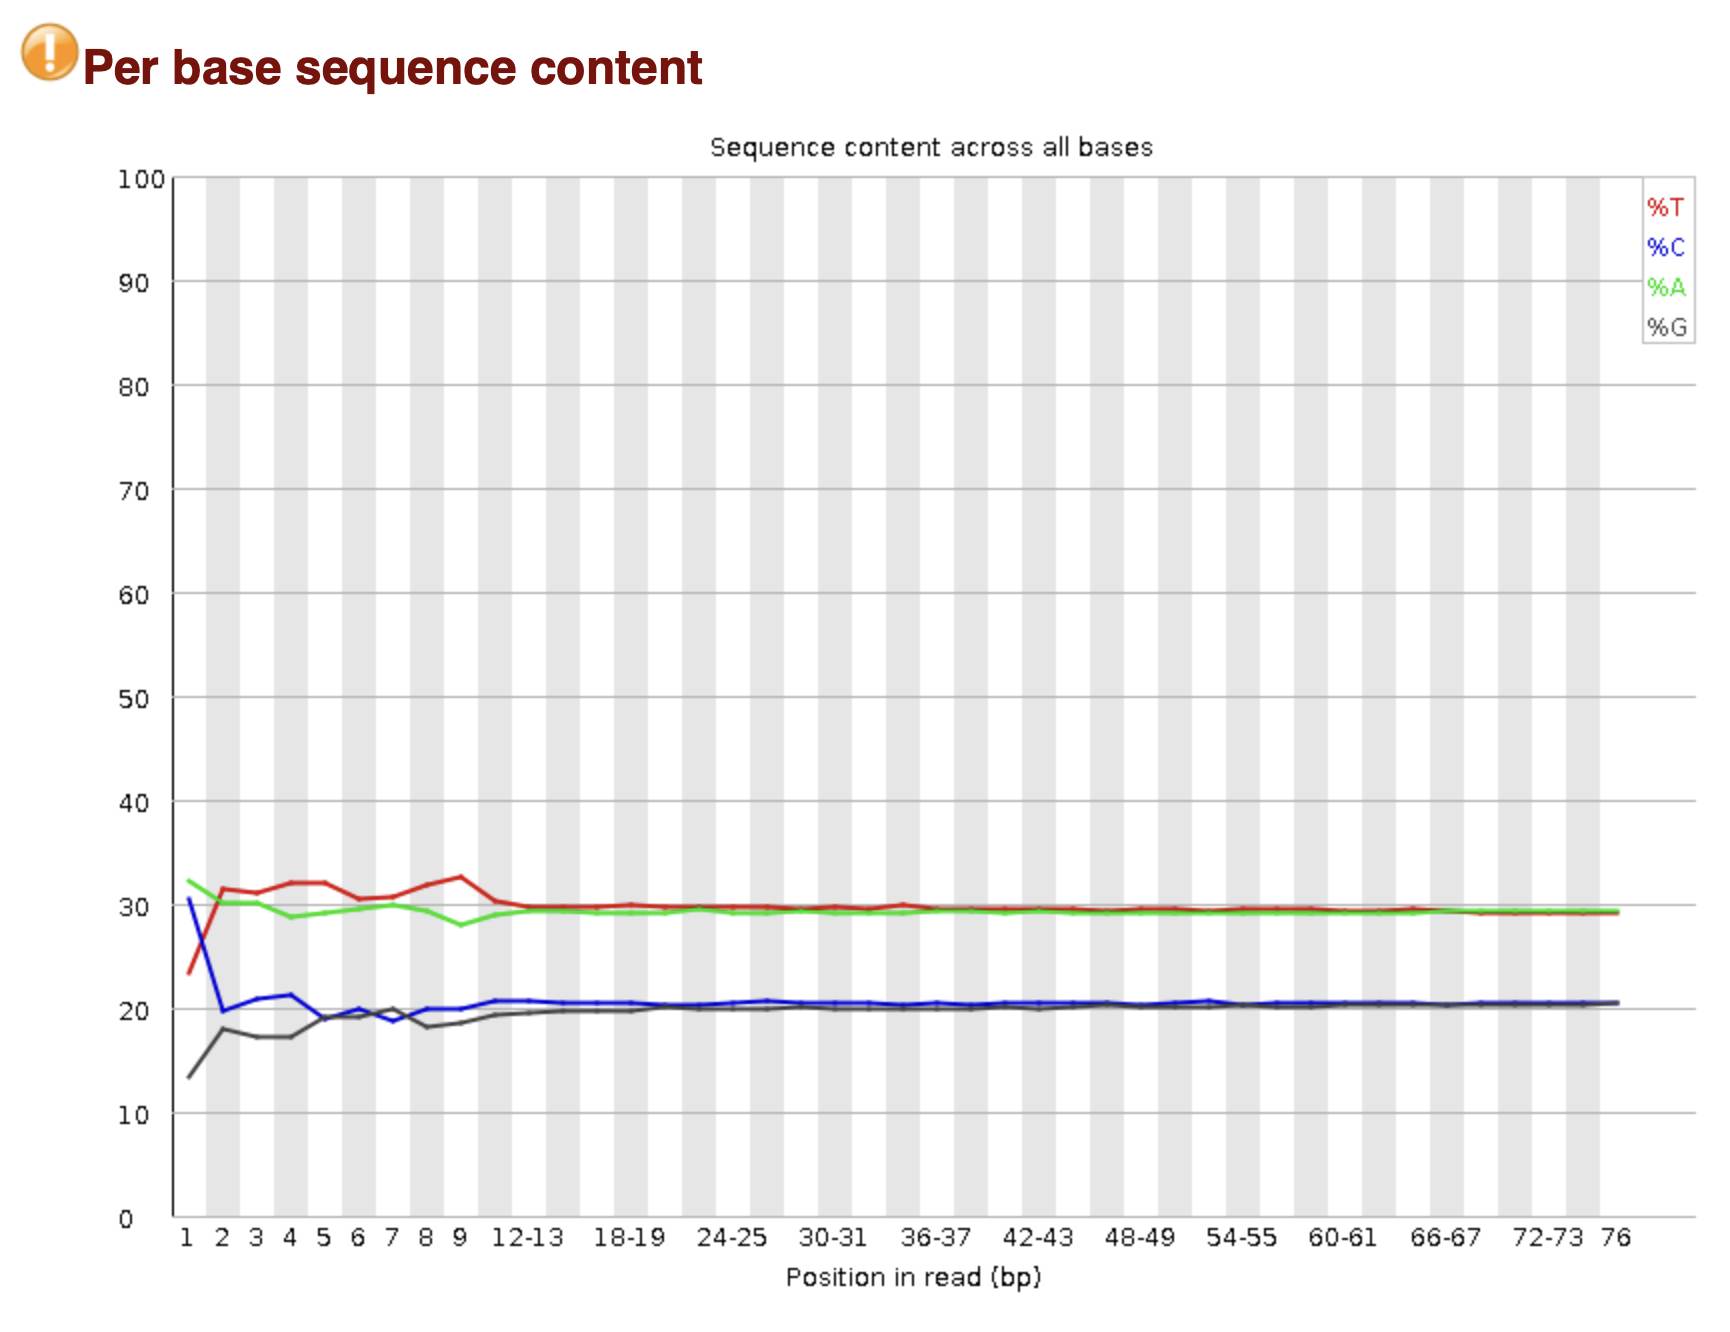 Per base sequence content
Sequence content across all bases
100
90
80
70
60
50
40
30
20
10
0
%T
%C
%A
%G
1 2 3 4 5 6 7 8 9 12-13 18-19 24-25 30-31 36-37 42-43 48-49 54-55 60-61 66-67 72-73 76
Position in read (bp)